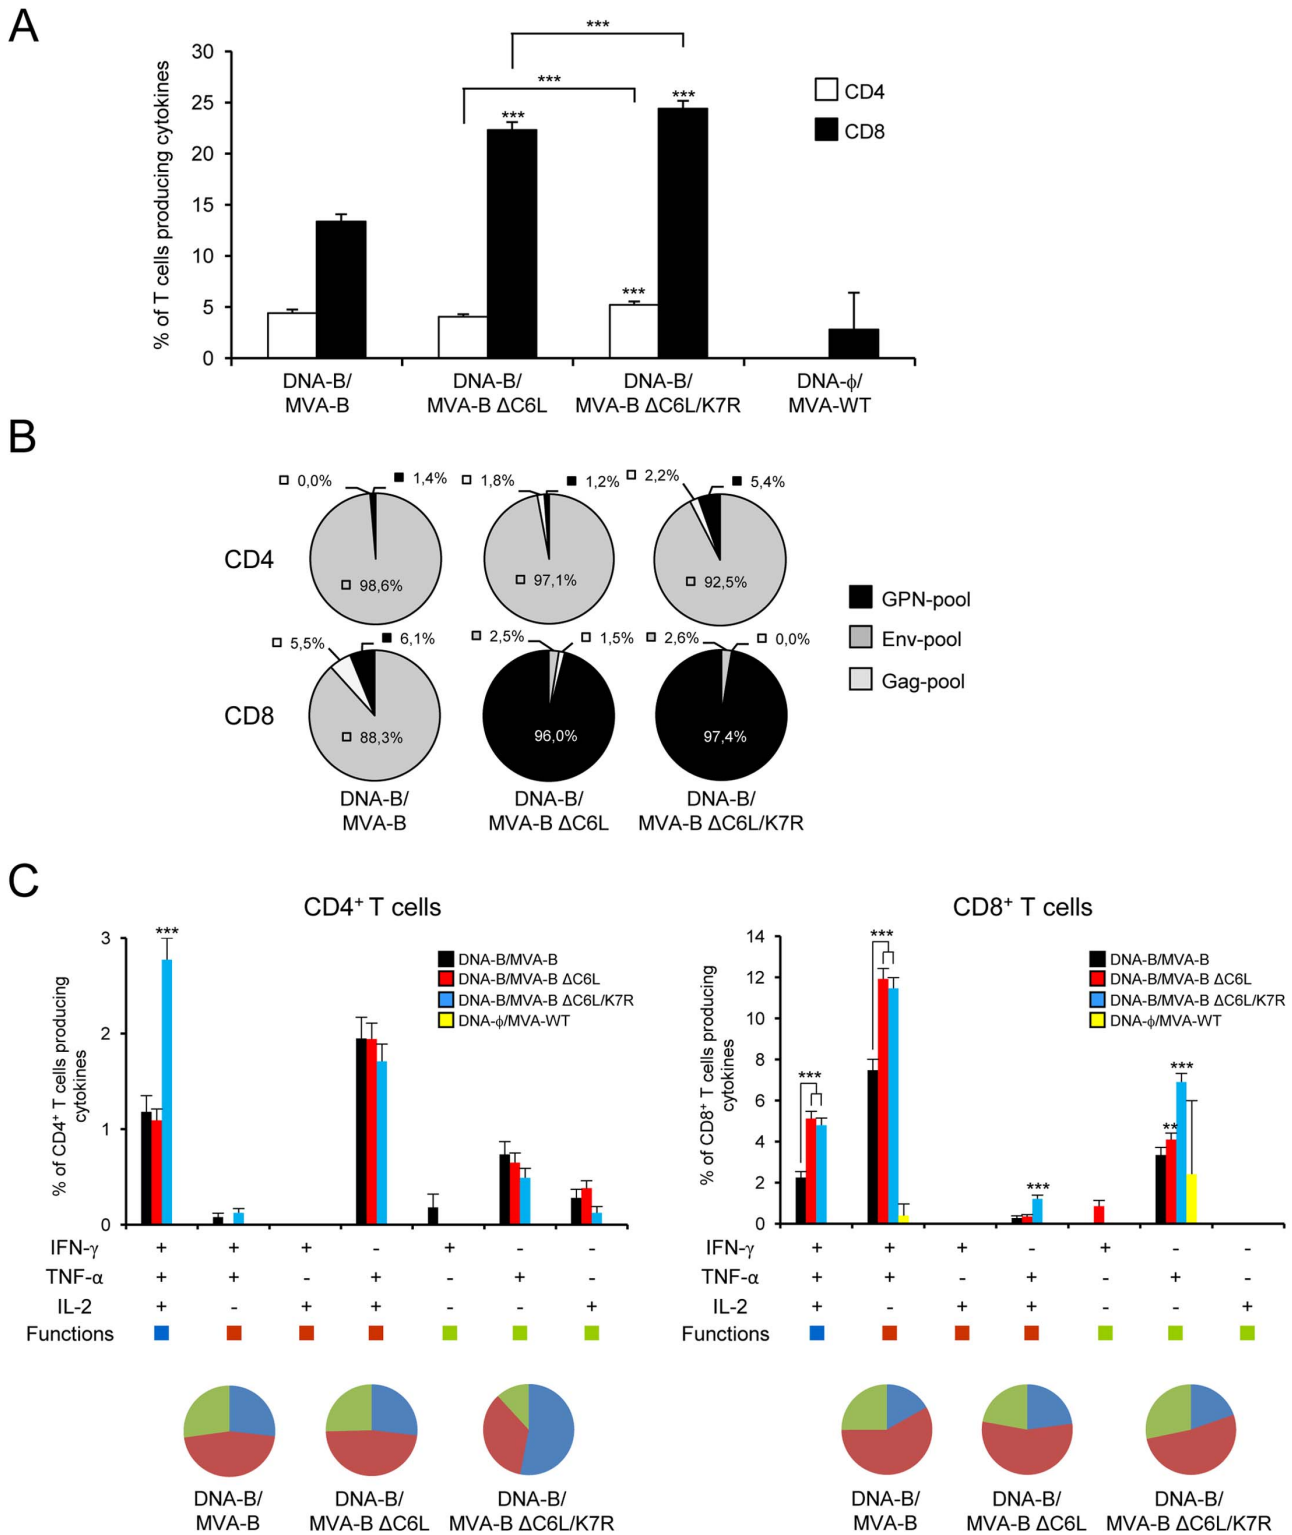 A
% of T cells producing cytokines
30
25
20
15
10
5
0
***
***
***
***
***
CD4
CD8
DNA-B/
MVA-B
DNA-B/
MVA-B ΔC6L
DNA-B/
MVA-B ΔC6L/K7R
DNA-ϕ/
MVA-WT
B
CD4
0,0%
1,4%
98,6%
1,8%
1,2%
97,1%
2,2%
5,4%
92,5%
CD8
5,5%
6,1%
88,3%
2,5%
1,5%
96,0%
2,6%
0,0%
97,4%
GPN-pool
Env-pool
Gag-pool
DNA-B/
MVA-B
DNA-B/
MVA-B ΔC6L
DNA-B/
MVA-B ΔC6L/K7R
C
CD4⁺ T cells
% of CD4⁺ T cells producing
cytokines
3
2
1
0
***
DNA-B/MVA-B
DNA-B/MVA-B ΔC6L
DNA-B/MVA-B ΔC6L/K7R
DNA-ϕ/MVA-WT
IFN-γ + + + - + - -
TNF-α + + - + - + -
IL-2 + - + + - - +
Functions
DNA-B/
MVA-B
DNA-B/
MVA-B ΔC6L
DNA-B/
MVA-B ΔC6L/K7R
CD8⁺ T cells
% of CD8⁺ T cells producing
cytokines
14
12
10
8
6
4
2
0
***
***
***
**
***
DNA-B/MVA-B
DNA-B/MVA-B ΔC6L
DNA-B/MVA-B ΔC6L/K7R
DNA-ϕ/MVA-WT
IFN-γ + + + - + - -
TNF-α + + - + - + -
IL-2 + - + + - - +
Functions
DNA-B/
MVA-B
DNA-B/
MVA-B ΔC6L
DNA-B/
MVA-B ΔC6L/K7R